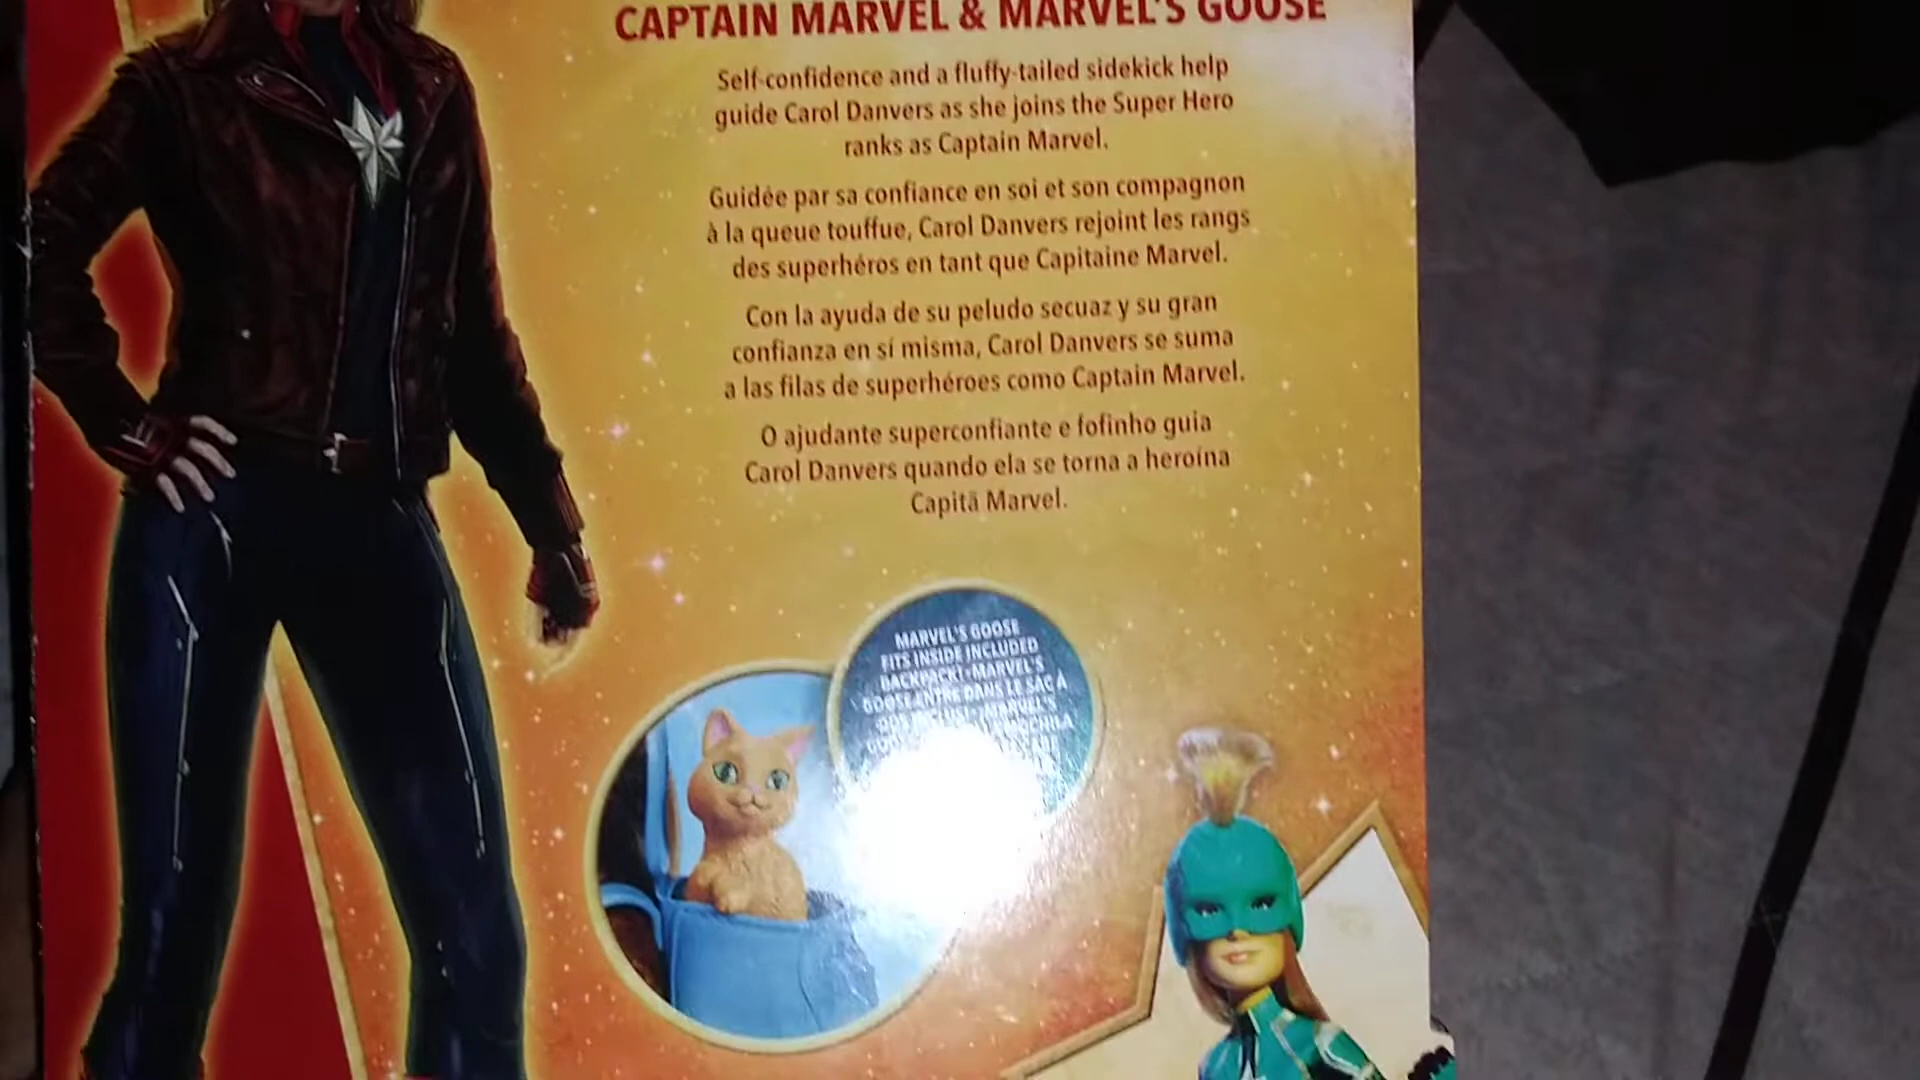 CAPTAIN MARVEL & MARVEL'S GOOSE
Self-confidence and a fluffy-tailed sidekick help
guide Carol Danvers as she joins the Super Hero
ranks as Captain Marvel.
Guidée par sa confiance en soi et son compagnon
à la queue touffue, Carol Danvers rejoint les rangs
des superhéros en tant que Capitaine Marvel.
Con la ayuda de su peludo secuaz y su gran
confianza en sí misma, Carol Danvers se suma
a las filas de superhéroes como Captain Marvel.
O ajudante superconfiante e fofinho guia
Carol Danvers quando ela se torna a heroína
Capitã Marvel.
MARVEL'S GOOSE
FITS INSIDE INCLUDED
BACKPACK! • MARVEL'S
GOOSE ENTRE DANS LE SAC À
DOS INCLUS! • MARVEL'S